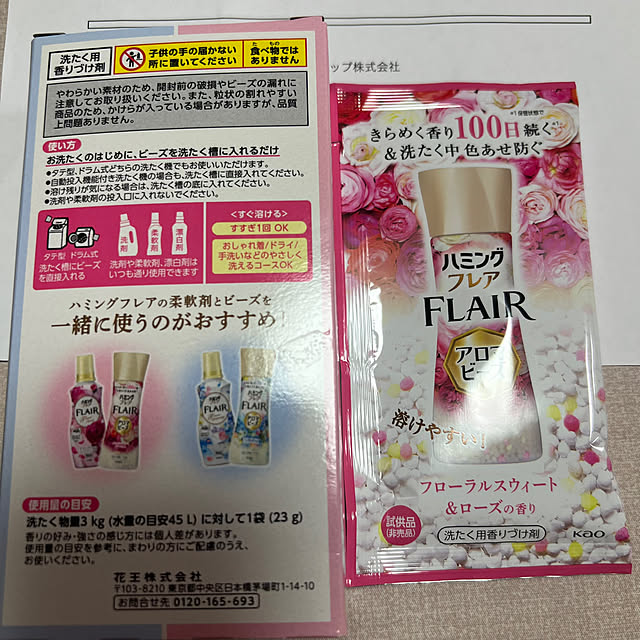 ップ株式会社
洗たく用
香りづけ剤
子供の手の届かない
所に置いてください
食べ物では
ありません
やわらかい素材のため、開封前の破損やビーズの漏れに
注意してお取り扱いください。また、粒状の割れやすい
商品のため、かけらが入っている場合がありますが、品質
上問題ありません。
使い方
お洗たくのはじめに、ビーズを洗たく槽に入れるだけ
•タテ型、ドラム式どちらの洗たく機でもお使いいただけます。
•自動投入機能付き洗たく機の場合も、洗たく槽に直接入れてください。
•溶け残りが気になる場合は、洗たく槽の底に入れてください。
•洗剤や柔軟剤の投入口に入れないでください。
タテ型 ドラム式
洗たく槽にビーズ
を直接入れる
洗剤
柔軟剤
漂白剤
洗剤や柔軟剤、漂白剤は
いつも通り使用できます
<すぐ溶ける>
すすぎ1回 OK
おしゃれ着/ドライ/
手洗いなどのやさしく
洗えるコースOK
ハミングフレアの柔軟剤とビーズを
一緒に使うのがおすすめ!
FLAIR
ハミング
フレア
FLAIR
FLAIR
ハミング
フレア
FLAIR
使用量の目安
洗たく物量3 kg (水量の目安45 L) に対して1袋 (23 g)
香りの好み・強さの感じ方には個人差があります。
使用量の目安を参考に、まわりの方にご配慮のうえ、
お使いください。
花王株式会社
〒103-8210 東京都中央区日本橋茅場町1-14-10
お問合せ先 0120-165-693
*1保管状態で
きらめく香り100日続く*1
&洗たく中色あせ防ぐ
ハミング
フレア
FLAIR
アロマ
ビーズ
溶けやすい!
フローラルスウィート
&ローズの香り
試供品
(非売品)
洗たく用香りづけ剤
Kao